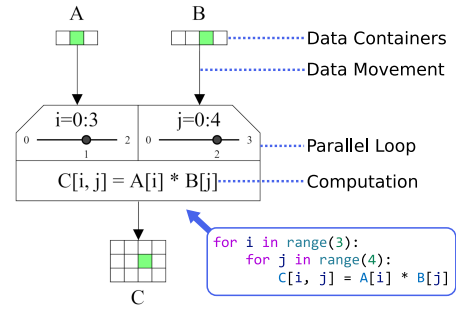 A
B
Data Containers
Data Movement
i=0:3
j=0:4
0
2
1
0
3
2
Parallel Loop
C[i, j] = A[i] * B[j]
Computation
for i in range(3):
for j in range(4):
C[i, j] = A[i] * B[j]
C